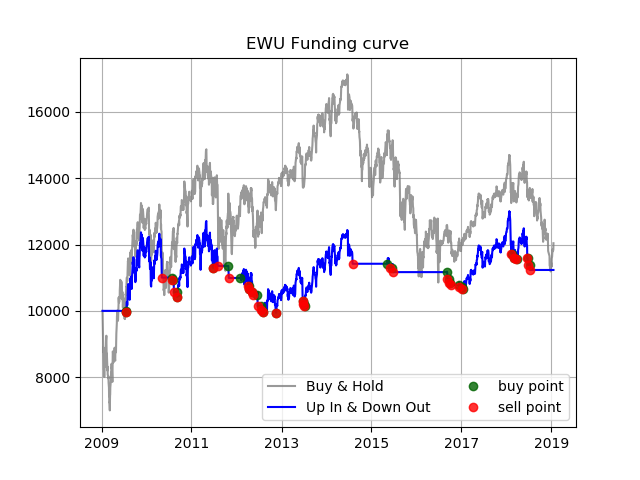 EWU Funding curve
16000
14000
12000
10000
8000
Buy & Hold
Up In & Down Out
buy point
sell point
2009 2011 2013 2015 2017 2019